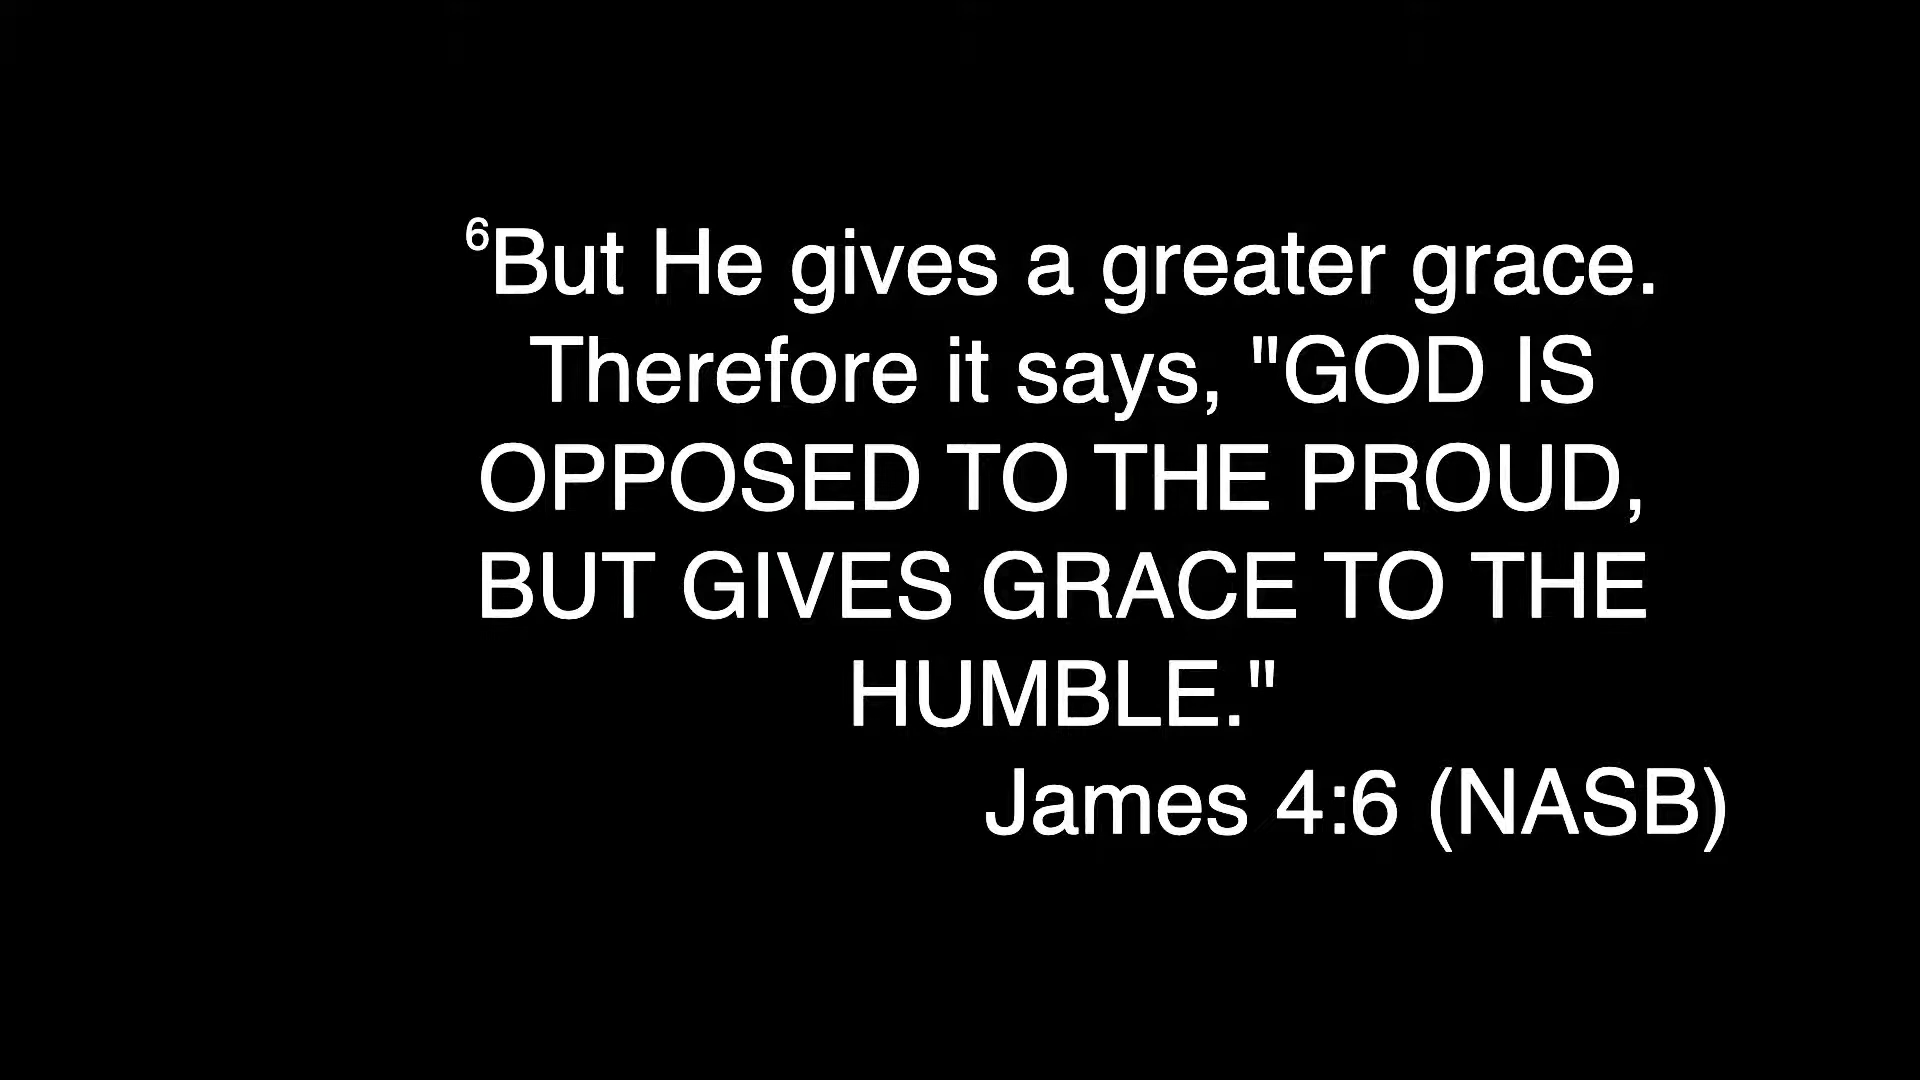 ⁶But He gives a greater grace.
Therefore it says, "GOD IS
OPPOSED TO THE PROUD,
BUT GIVES GRACE TO THE
HUMBLE."
James 4:6 (NASB)